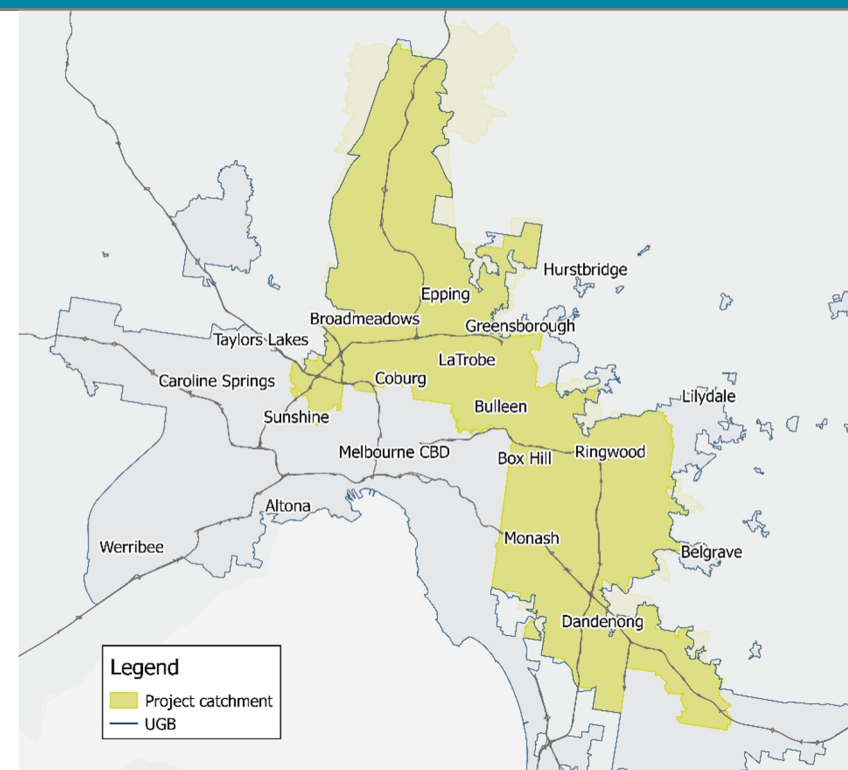 Hurstbridge
Epping
Broadmeadows
Greensborough
Taylors Lakes
LaTrobe
Caroline Springs
Coburg
Lilydale
Bulleen
Sunshine
Melbourne CBD
Box Hill
Ringwood
Altona
Monash
Werribee
Belgrave
Dandenong
Legend
Project catchment
UGB